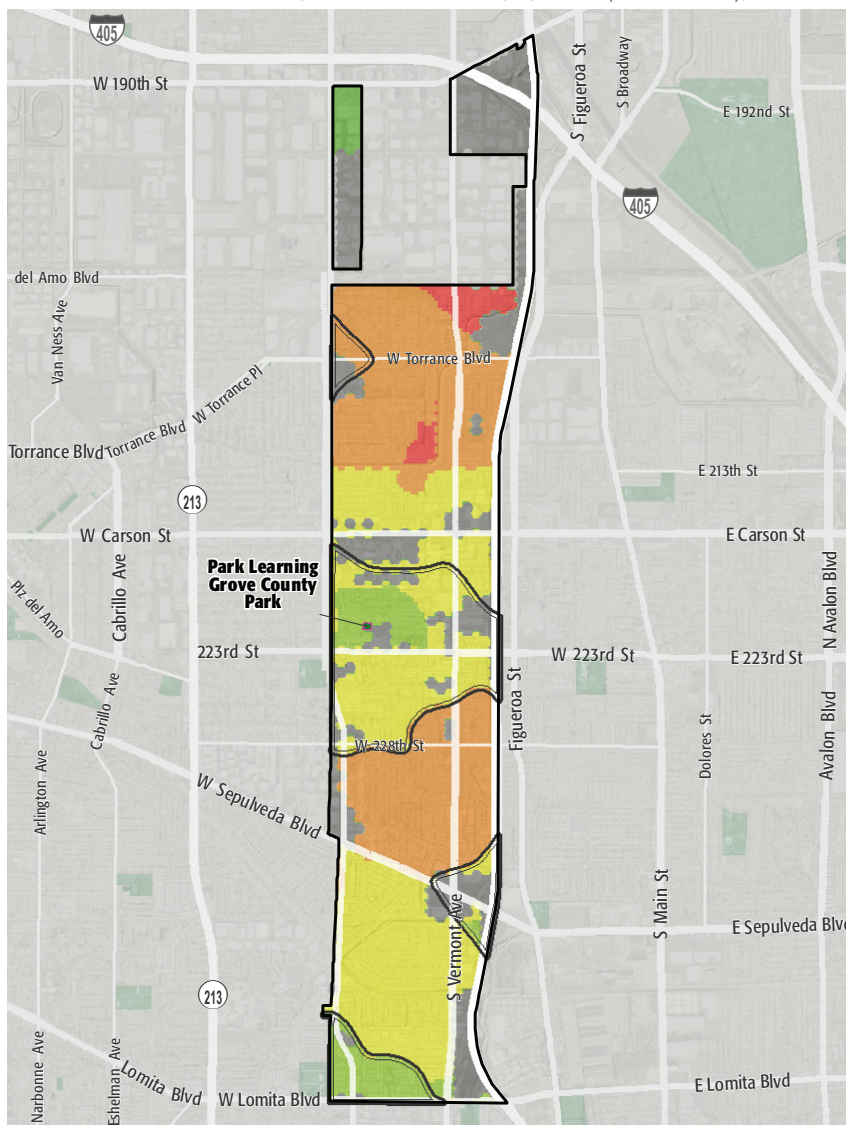 405
W 190th St
S Figueroa St
S Broadway
E 192nd St
405
del Amo Blvd
Van Ness Ave
W Torrance Blvd
W Torrance Pl
Torrance Blvd
Torrance Blvd
E 213th St
213
W Carson St
E Carson St
Park Learning
Grove County
Park
Plz del Amo
Cabrillo Ave
N Avalon Blvd
223rd St
W 223rd St
E 223rd St
Cabrillo Ave
Figueroa St
Dolores St
Avalon Blvd
W 228th St
Arlington Ave
W Sepulveda Blvd
S Vermont Ave
S Main St
E Sepulveda Blvd
213
Narbonne Ave
Eshelman Ave
Lomita Blvd
W Lomita Blvd
E Lomita Blvd